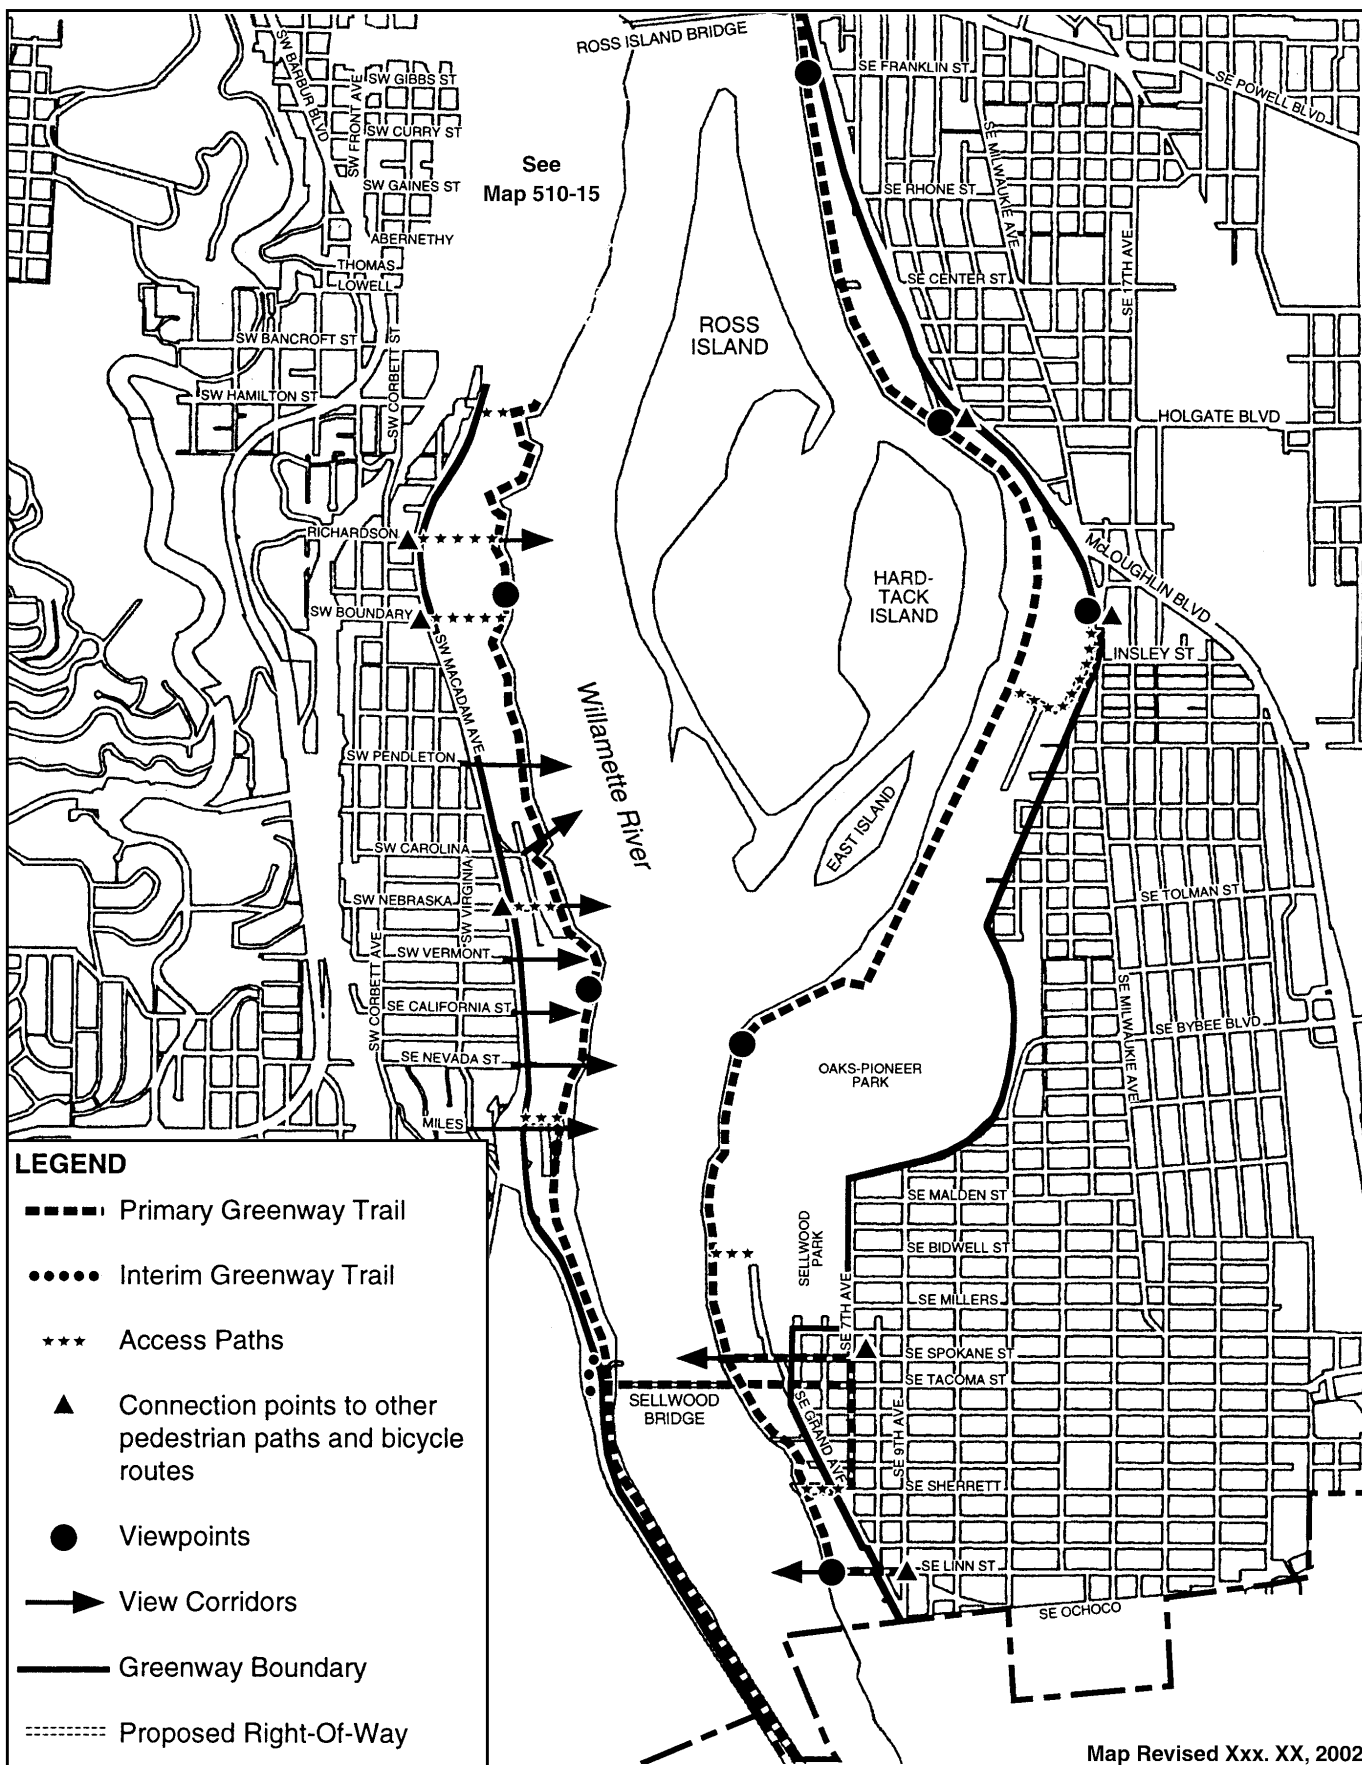 ROSS ISLAND BRIDGE
SW BARBUR BLVD
SW FRONT AVE
SW GIBBS ST
SW CURRY ST
SW GAINES ST
ABERNETHY
THOMAS
LOWELL
SW BANCROFT ST
SW HAMILTON ST
SW CORBETT ST
See
Map 510-15
SE FRANKLIN ST
SE POWELL BLVD
SE MILWAUKIE AVE
SE RHONE ST
SE CENTER ST
SE 17TH AVE
ROSS
ISLAND
HOLGATE BLVD
RICHARDSON
SW BOUNDARY
SW MACADAM AVE
HARD-
TACK
ISLAND
McLOUGHLIN BLVD
INSLEY ST
Willamette River
SW PENDLETON
EAST ISLAND
SW CAROLINA
SW VIRGINIA
SW NEBRASKA
SW VERMONT
SW CORBETT AVE
SE CALIFORNIA ST
SE NEVADA ST
MILES
SE TOLMAN ST
SE MILWAUKIE AVE
SE BYBEE BLVD
OAKS-PIONEER
PARK
SE MALDEN ST
SELLWOOD
PARK
SE BIDWELL ST
SE 7TH AVE
SE MILLERS
SE SPOKANE ST
SE TACOMA ST
SELLWOOD
BRIDGE
SE GRAND AVE
SE 9TH AVE
SE SHERRETT
SE LINN ST
SE OCHOCO
LEGEND
Primary Greenway Trail
Interim Greenway Trail
Access Paths
Connection points to other
pedestrian paths and bicycle
routes
Viewpoints
View Corridors
Greenway Boundary
Proposed Right-Of-Way
Map Revised Xxx. XX, 2002